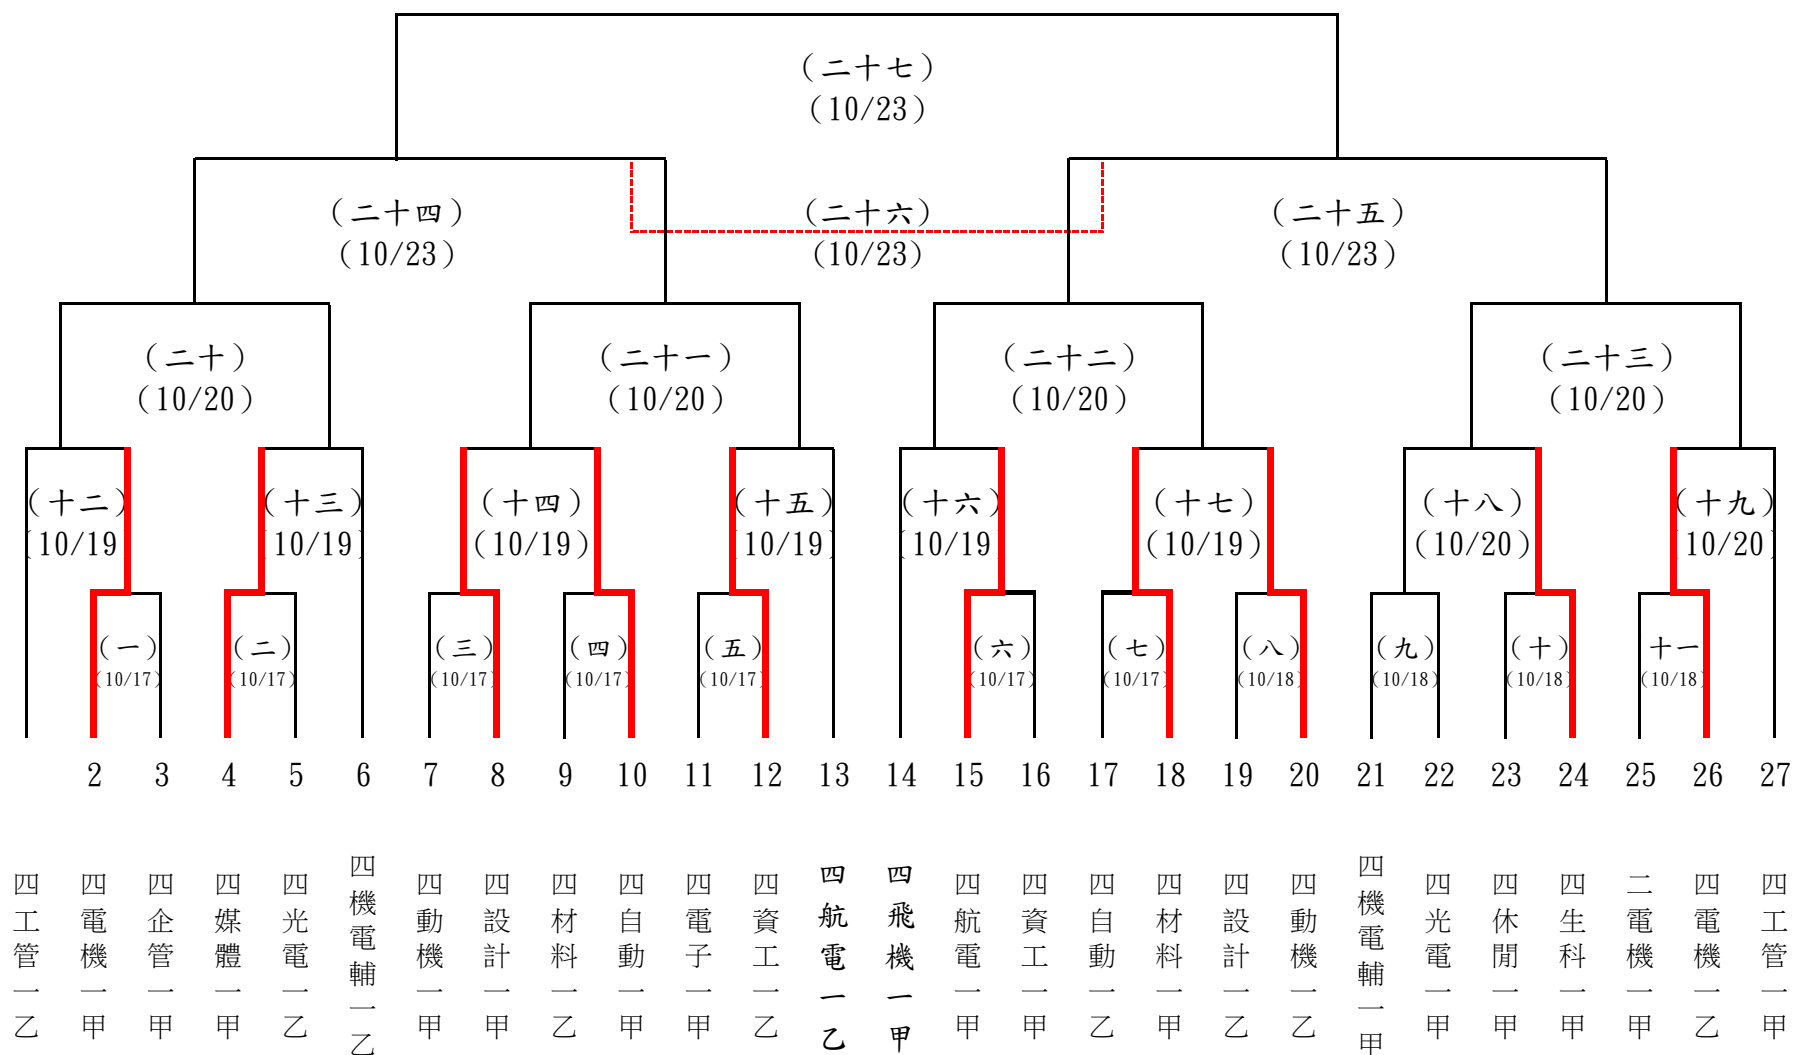 (二十七)
(10/23)
(二十四)
(10/23)
(二十六)
(10/23)
(二十五)
(10/23)
(二十)
(10/20)
(二十一)
(10/20)
(二十二)
(10/20)
(二十三)
(10/20)
(十二)
(10/19
(十三)
(10/19)
(十四)
(10/19)
(十五)
(10/19)
(十六)
(10/19)
(十七)
(10/19)
(十八)
(10/20)
(十九)
(10/20)
(一)
(10/17)
(二)
(10/17)
(三)
(10/17)
(四)
(10/17)
(五)
(10/17)
(六)
(10/17)
(七)
(10/17)
(八)
(10/18)
(九)
(10/18)
(十)
(10/18)
十一
(10/18)
2 3 4 5 6 7 8 9 10 11 12 13 14 15 16 17 18 19 20 21 22 23 24 25 26 27
四工管一乙
四電機一甲
四企管一甲
四媒體一甲
四光電一乙
四機電輔一乙
四動機一甲
四設計一甲
四材料一乙
四自動一甲
四電子一甲
四資工一乙
四航電一乙
四飛機一甲
四航電一甲
四資工一甲
四自動一乙
四材料一甲
四設計一乙
四動機一乙
四機電輔一甲
四光電一甲
四休閒一甲
四生科一甲
二電機一甲
四電機一乙
四工管一甲